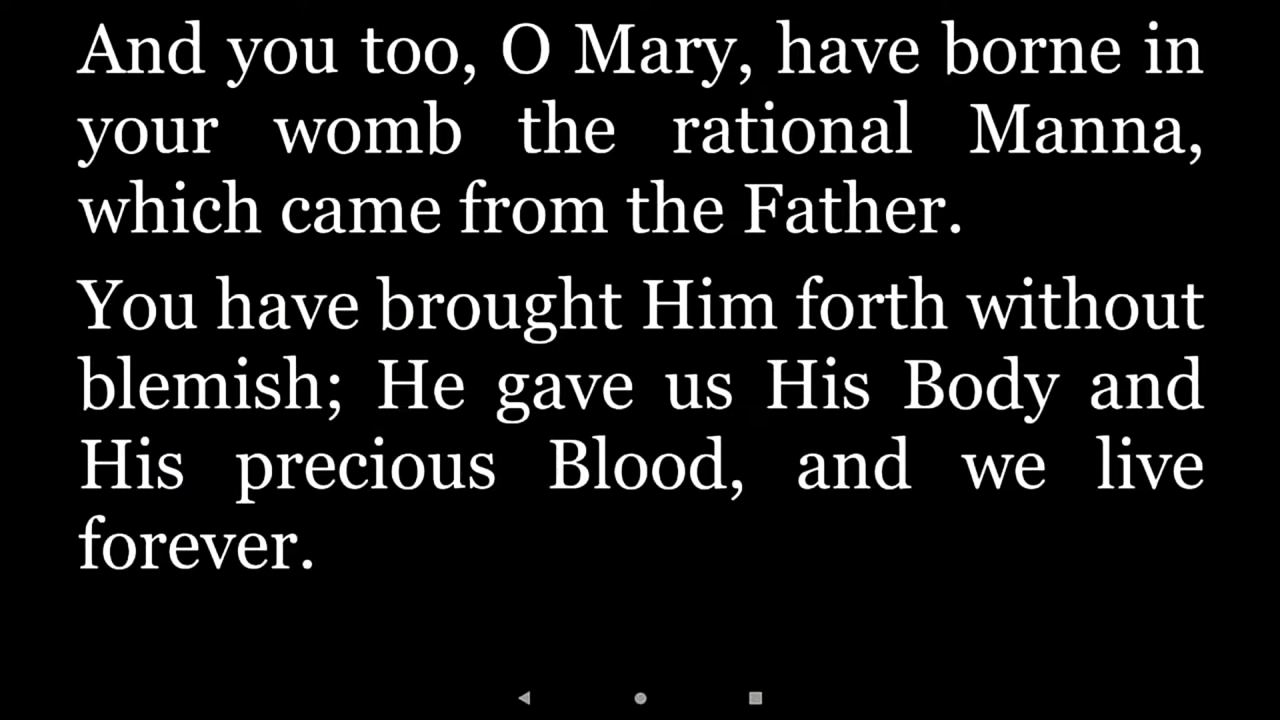 And you too, O Mary, have borne in
your womb the rational Manna,
which came from the Father.
You have brought Him forth without
blemish; He gave us His Body and
His precious Blood, and we live
forever.